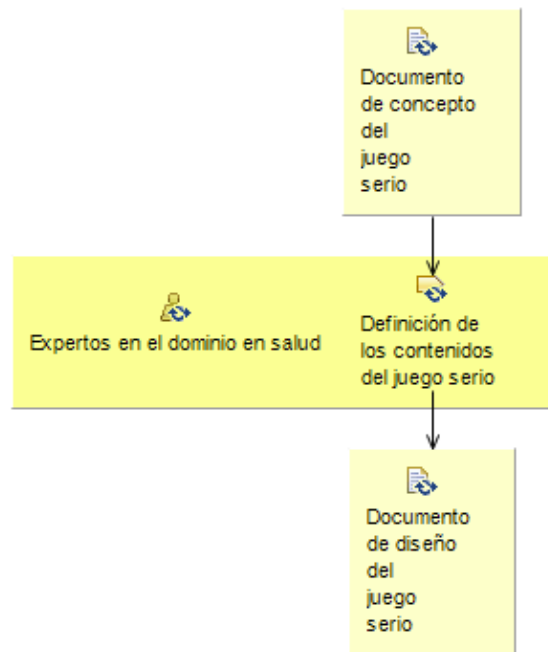 Documento
de concepto
del
juego
serio
Expertos en el dominio en salud
Definición de
los contenidos
del juego serio
Documento
de diseño
del
juego
serio